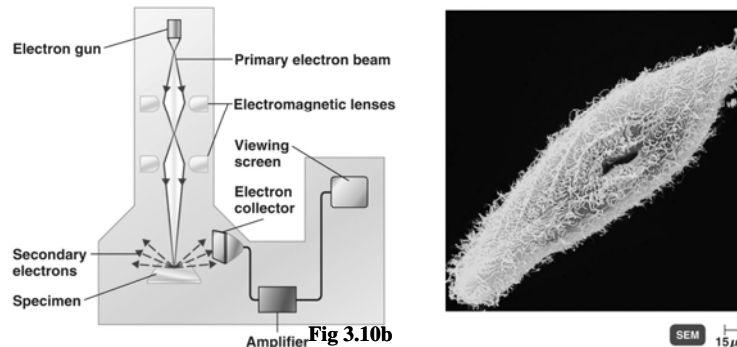 Electron gun
Primary electron beam
Electromagnetic lenses
Viewing
screen
Electron
collector
Secondary
electrons
Specimen
Amplifier
Fig 3.10b
SEM
15 μ